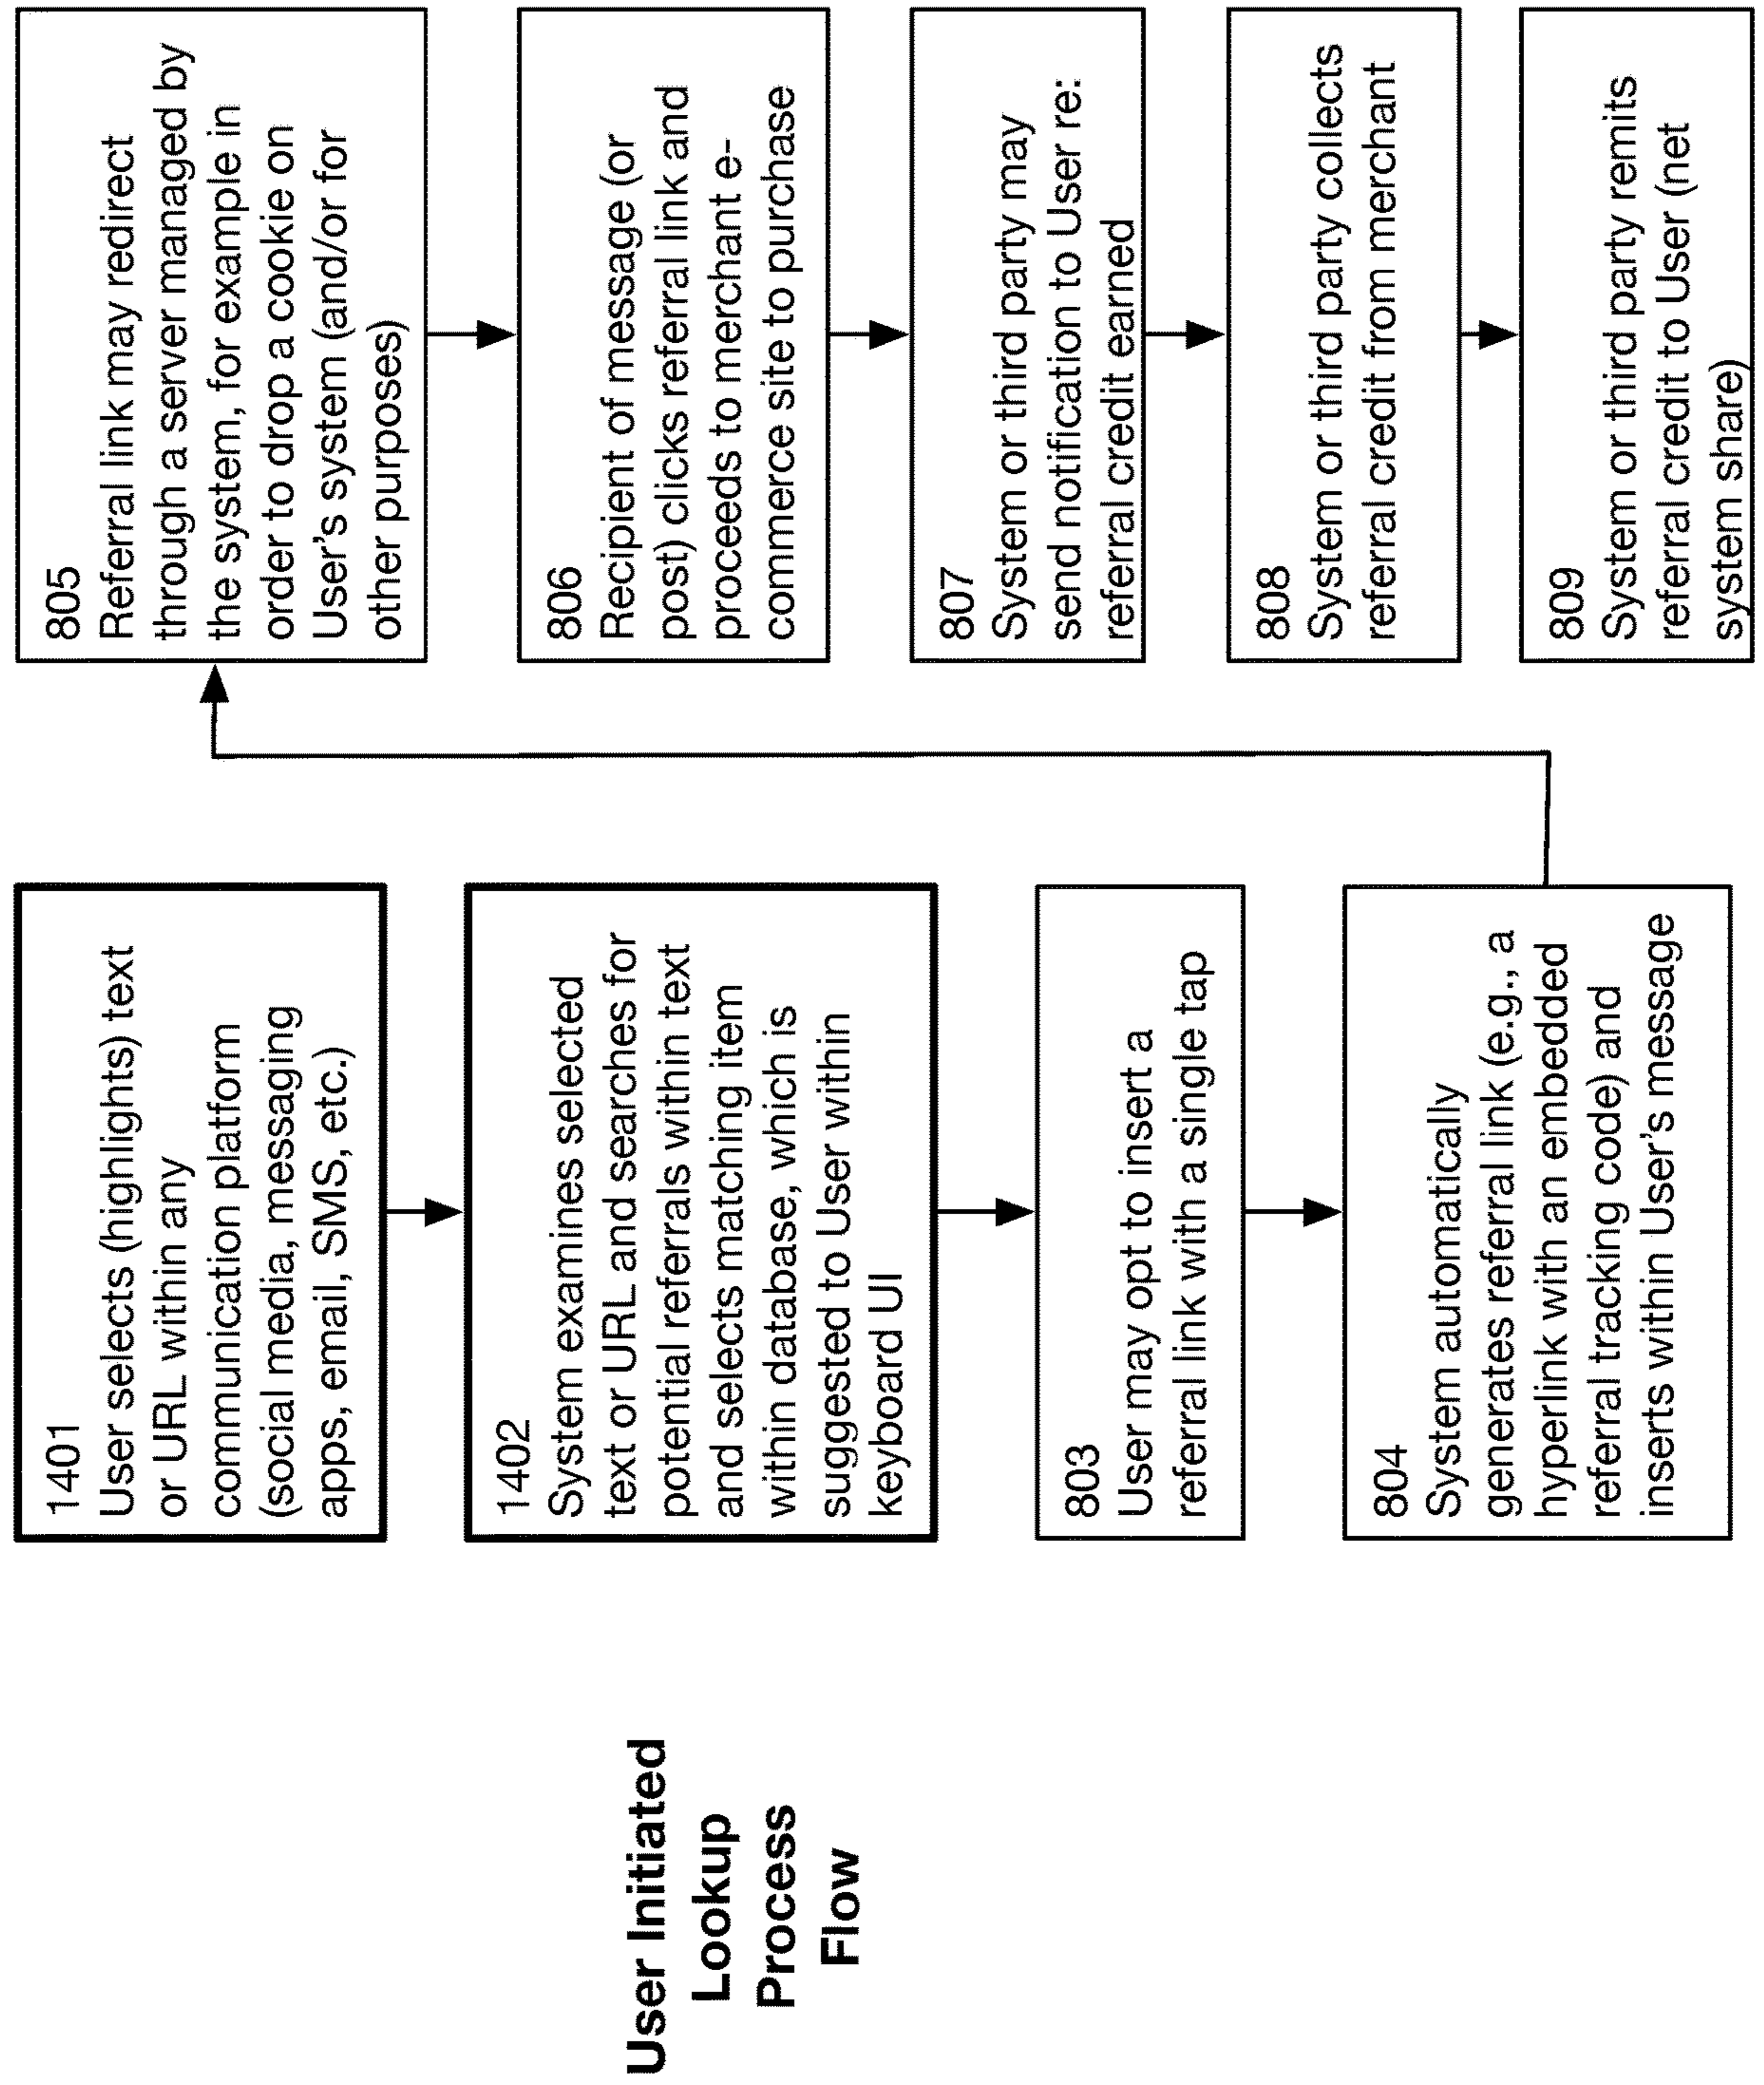 User Initiated
Lookup
Process
Flow
1401
User selects (highlights) text
or URL within any
communication platform
(social media, messaging
apps, email, SMS, etc.)
1402
System examines selected
text or URL and searches for
potential referrals within text
and selects matching item
within database, which is
suggested to User within
keyboard UI
803
User may opt to insert a
referral link with a single tap
804
System automatically
generates referral link (e.g., a
hyperlink with an embedded
referral tracking code) and
inserts within User's message
805
Referral link may redirect
through a server managed by
the system, for example in
order to drop a cookie on
User's system (and/or for
other purposes)
806
Recipient of message (or
post) clicks referral link and
proceeds to merchant e-
commerce site to purchase
807
System or third party may
send notification to User re:
referral credit earned
808
System or third party collects
referral credit from merchant
809
System or third party remits
referral credit to User (net
system share)